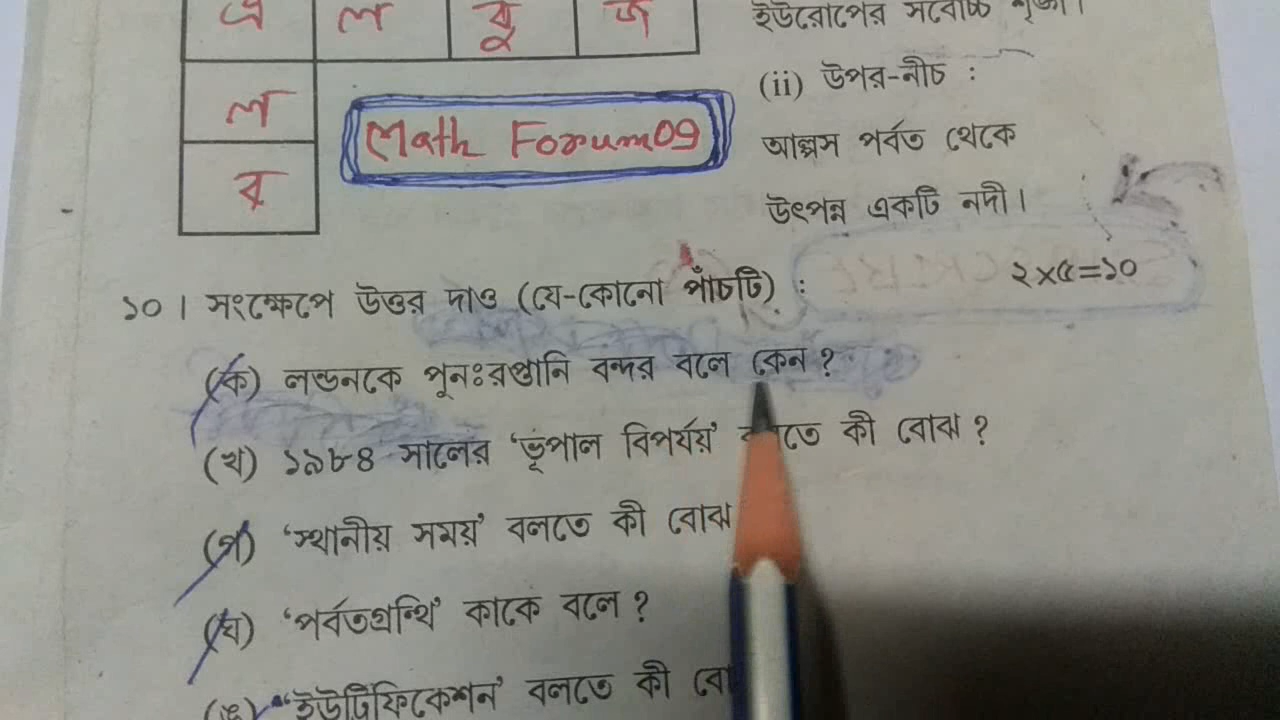 এ ল বু জ
ইউরোপের সর্বোচ্চ শৃঙ্গ।
ল
Math Forum09
(ii) উপর-নীচ :
আল্পস পর্বত থেকে
র
উৎপন্ন একটি নদী।
১০। সংক্ষেপে উত্তর দাও (যে-কোনো পাঁচটি) : ২×৫=১০
(ক) লন্ডনকে পুনঃরপ্তানি বন্দর বলে কেন ?
(খ) ১৯৮৪ সালের ‘ভূপাল বিপর্যয়’ কী বোঝ ?
(গ) ‘স্থানীয় সময়’ বলতে কী বোঝ
(ঘ) ‘পর্বতগ্রন্থি’ কাকে বলে ?
(ঙ) ‘ইউট্রিফিকেশন’ বলতে কী